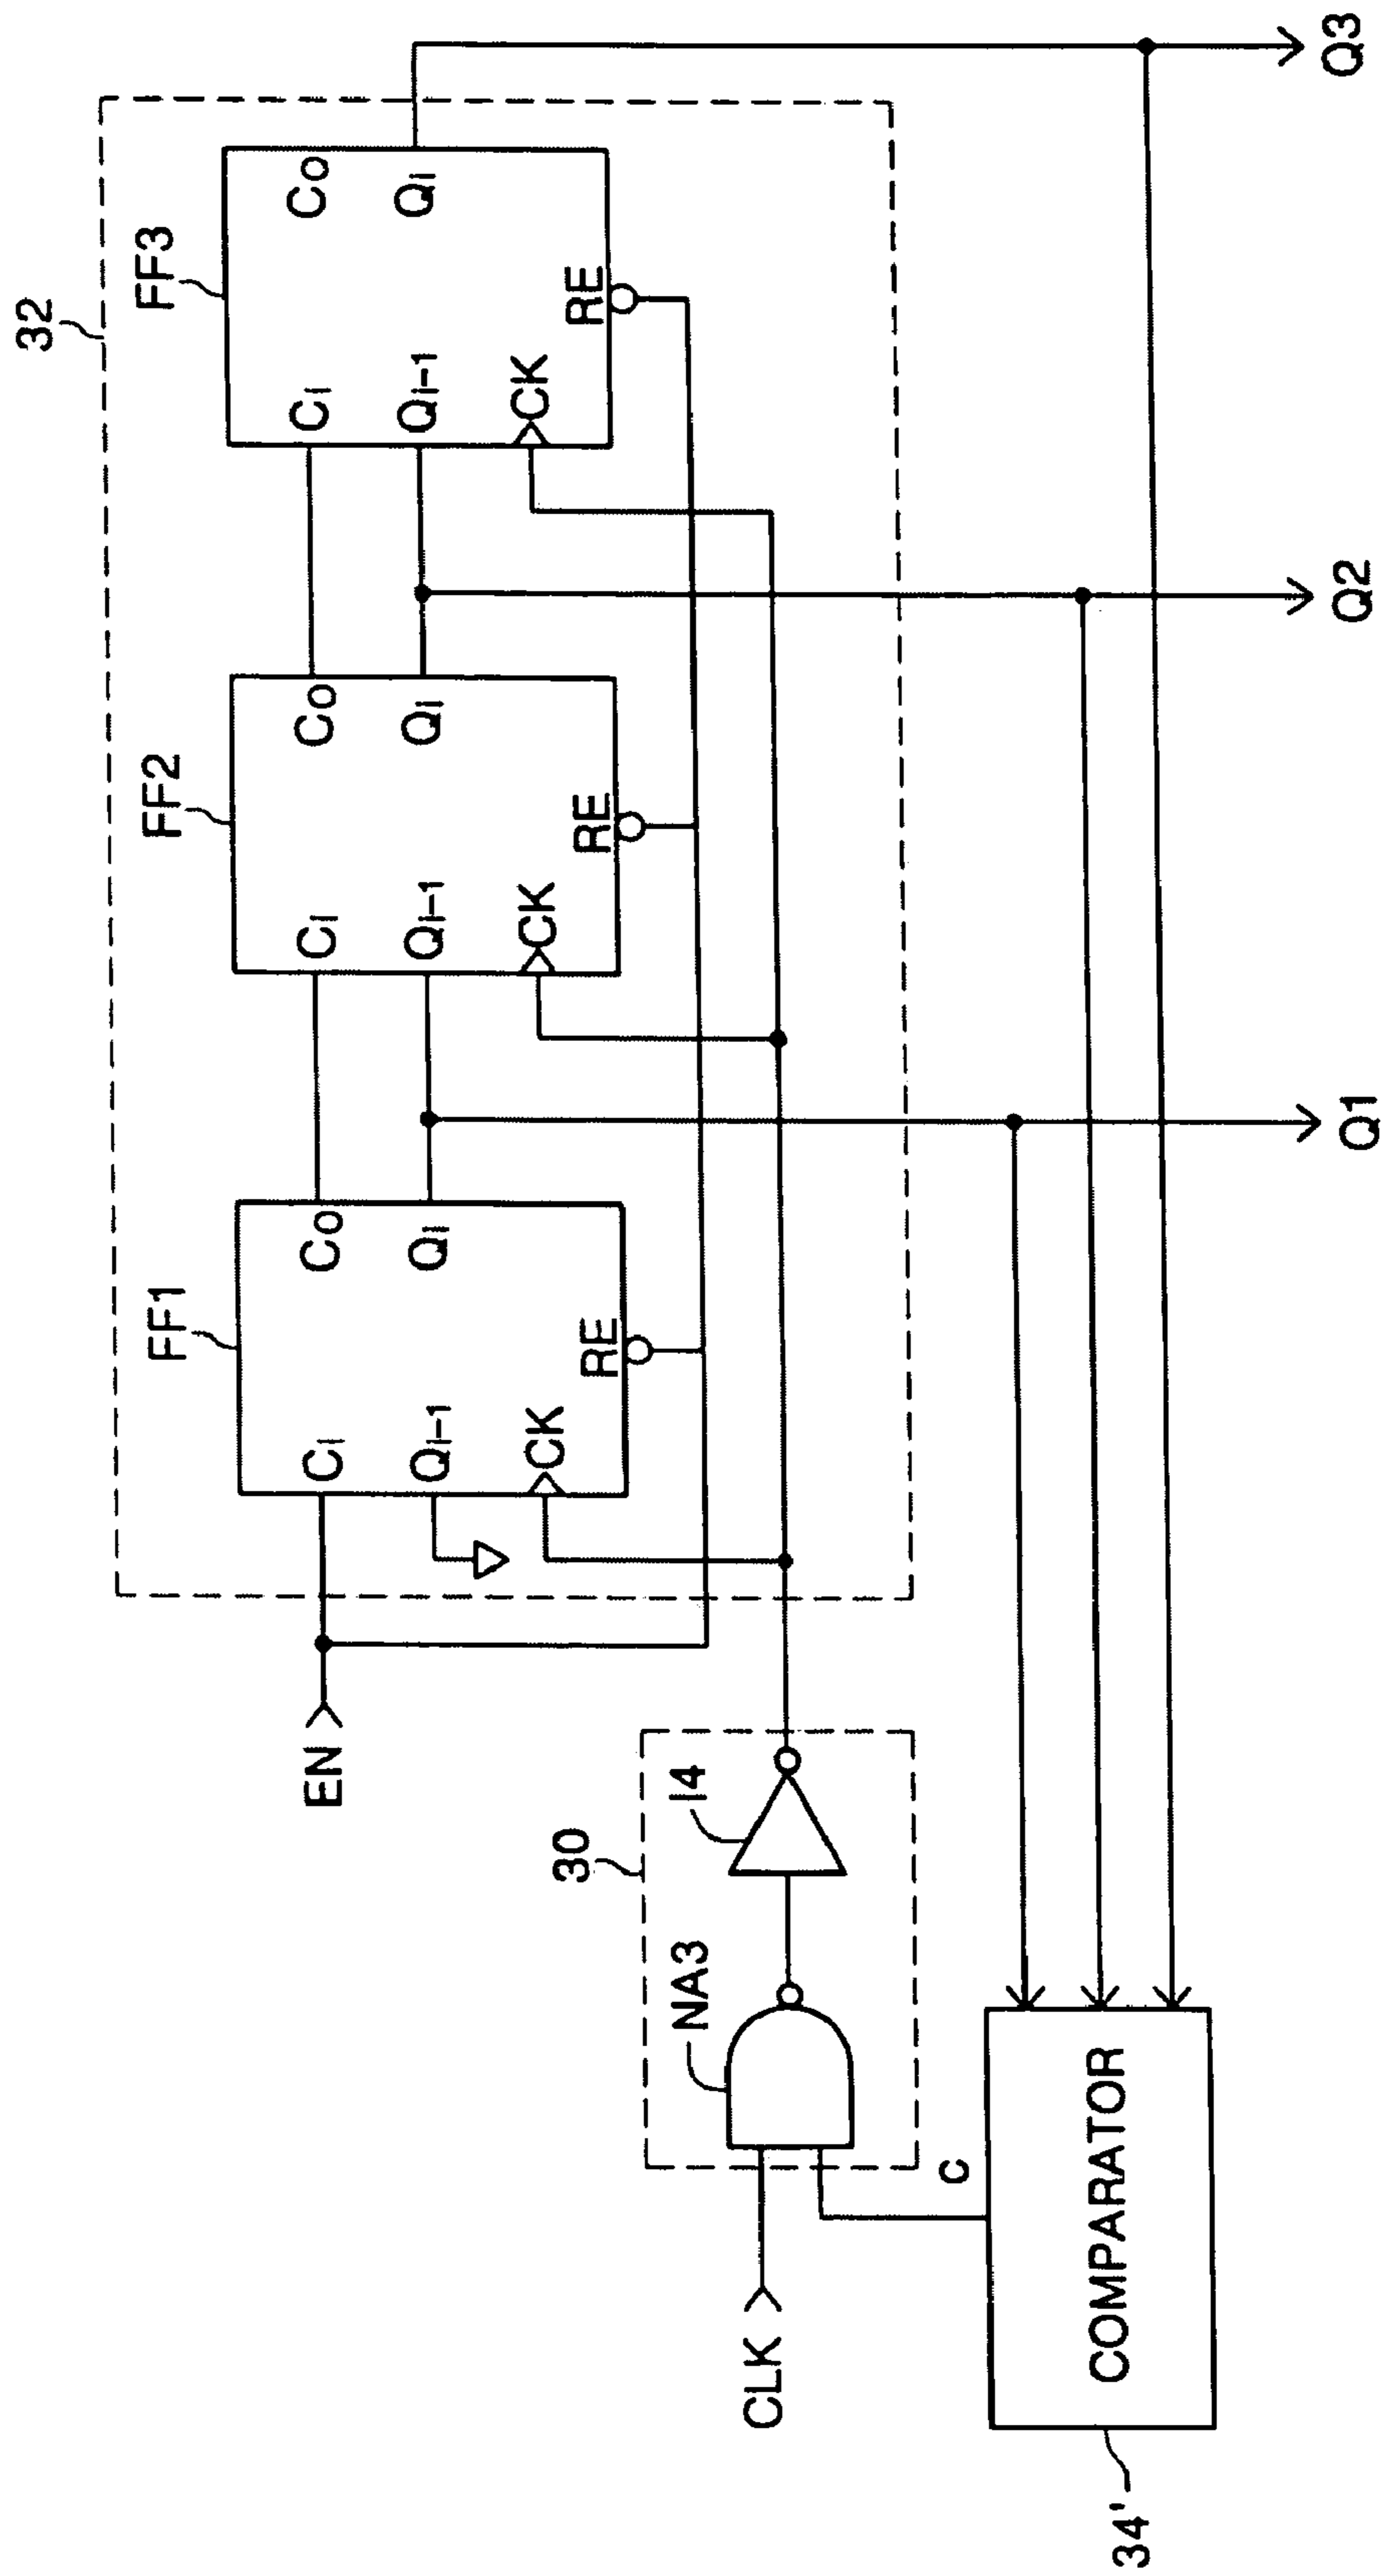 32
FF1
FF2
FF3
Ci
Co
Ci
Co
Ci
Co
Qi-1
Qi
Qi-1
Qi
Qi-1
Qi
CK
RE
CK
RE
CK
RE
EN
30
NA3
I4
CLK
C
COMPARATOR
34'
Q1
Q2
Q3